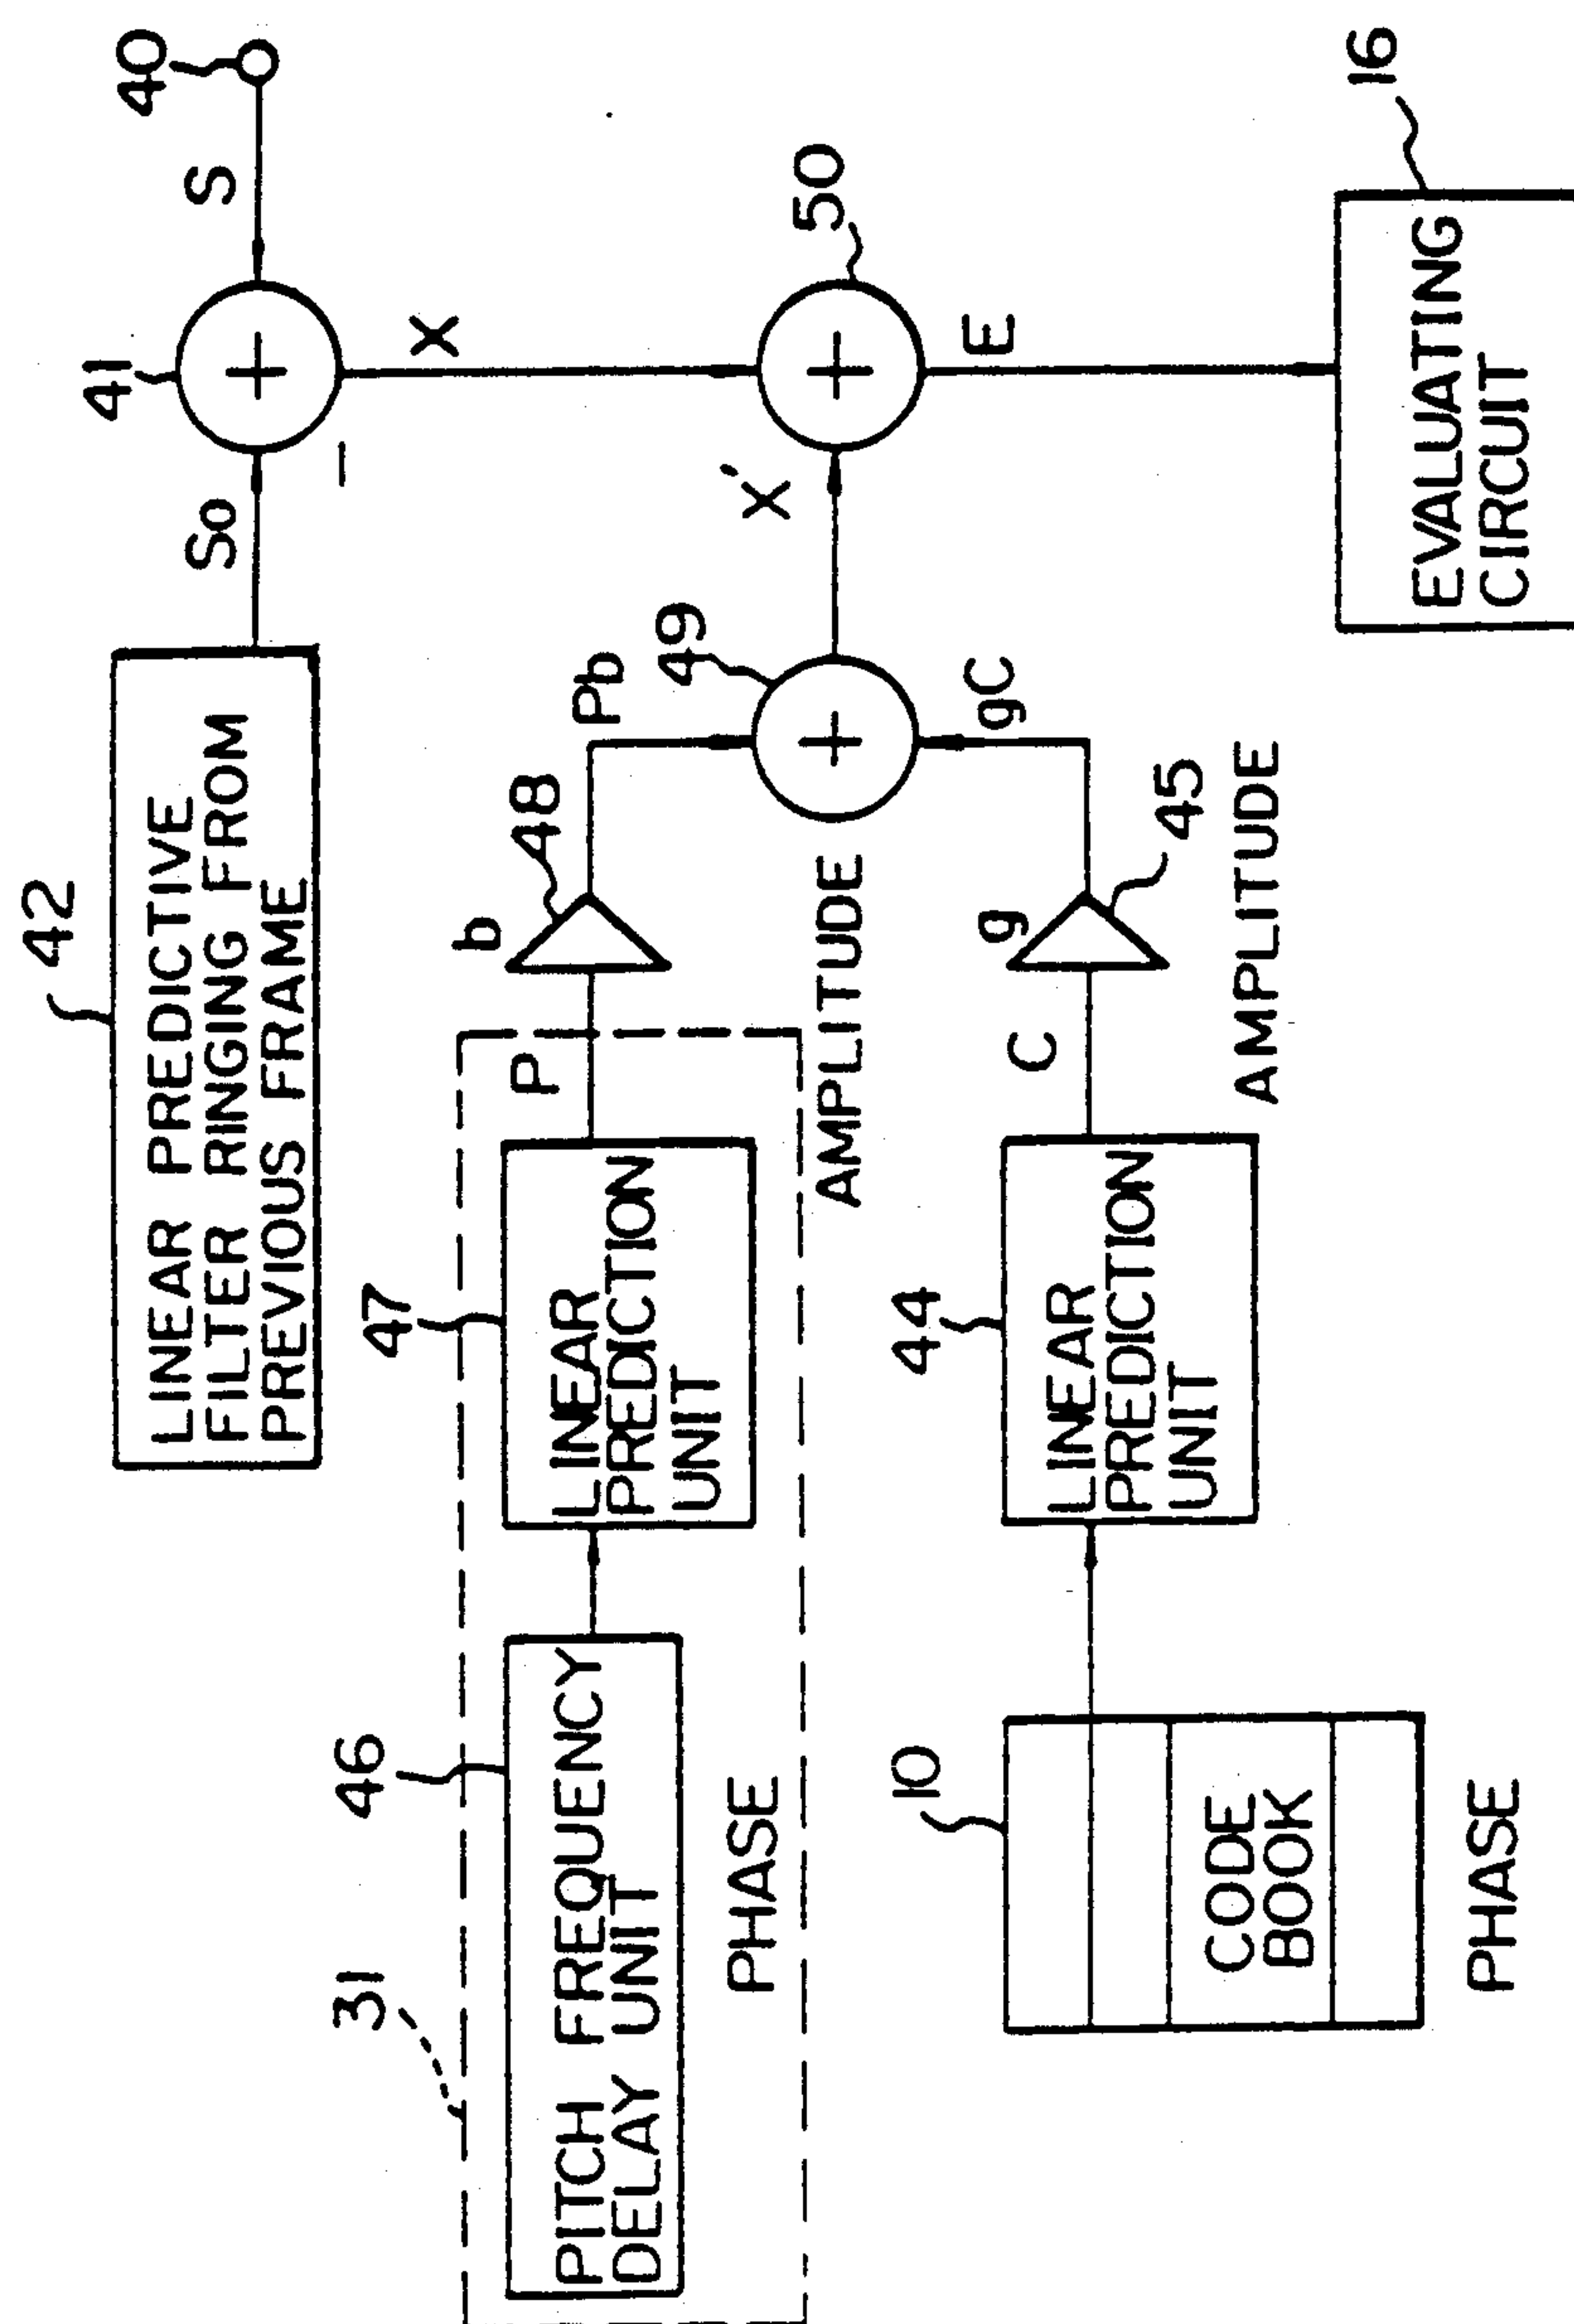 42
LINEAR PREDICTIVE
FILTER RINGING FROM
PREVIOUS FRAME
So
41
+
−
S
40
X
31
46
PITCH FREQUENCY
DELAY UNIT
PHASE
47
LINEAR
PREDICTION
UNIT
P
b
48
AMPLITUDE
Pb
49
+
X'
50
+
E
10
CODE
BOOK
PHASE
44
LINEAR
PREDICTION
UNIT
C
g
45
AMPLITUDE
gC
16
EVALUATING
CIRCUIT